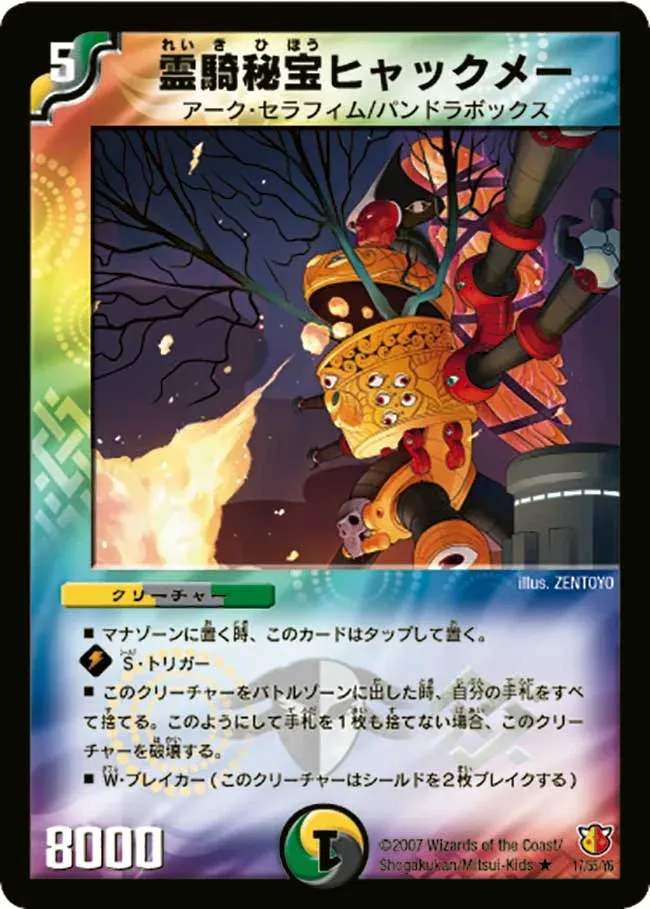 5
れいぎひほう
霊騎秘宝ヒャックメー
アーク・セラフィム/パンドラボックス
illus. ZENTOYO
クリーチャー
■ マナゾーンに置く時、このカードはタップして置く。
S・トリガー
■ このクリーチャーをバトルゾーンに出した時、自分の手札をすべ
て捨てる。このようにして手札を1枚も捨てない場合、このクリー
チャーを破壊する。
■ W・ブレイカー(このクリーチャーはシールドを2枚ブレイクする)
8000
1
©2007 Wizards of the Coast/
Shogakukan/Mitsui-Kids ★
17/55/Y6